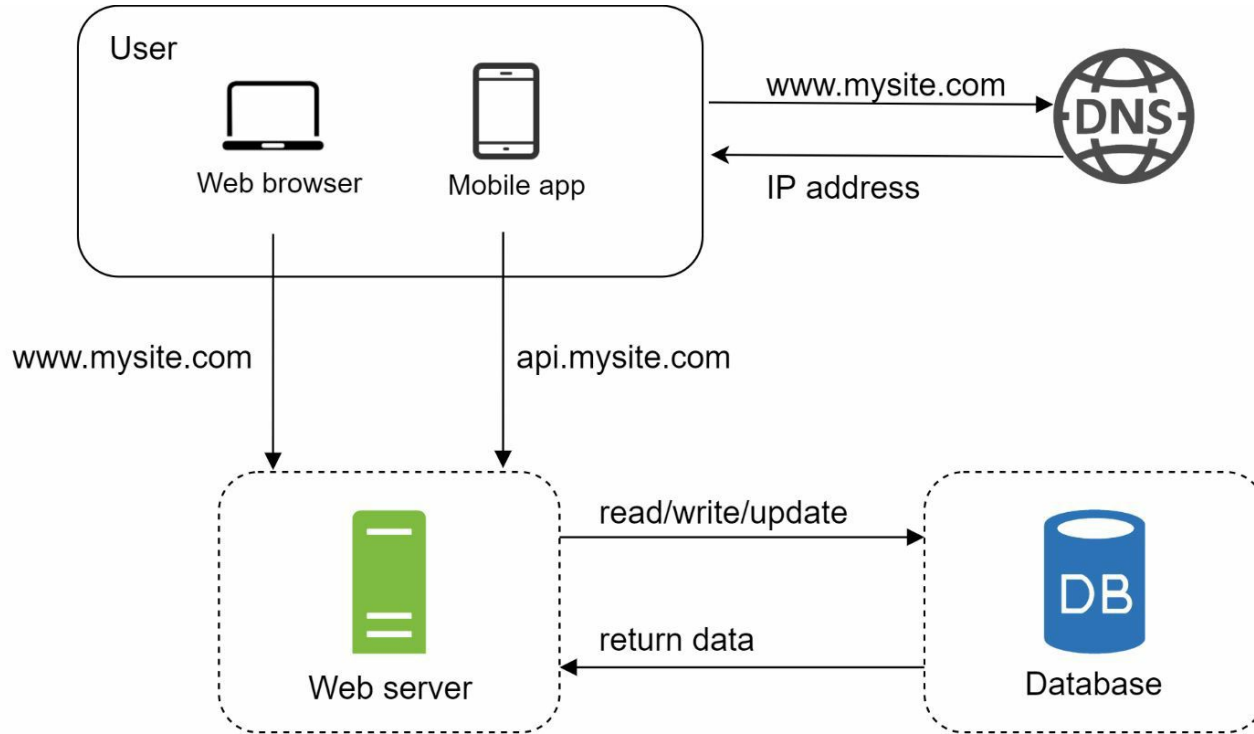 User
Web browser
Mobile app
www.mysite.com
DNS
IP address
www.mysite.com
api.mysite.com
read/write/update
return data
Web server
DB
Database